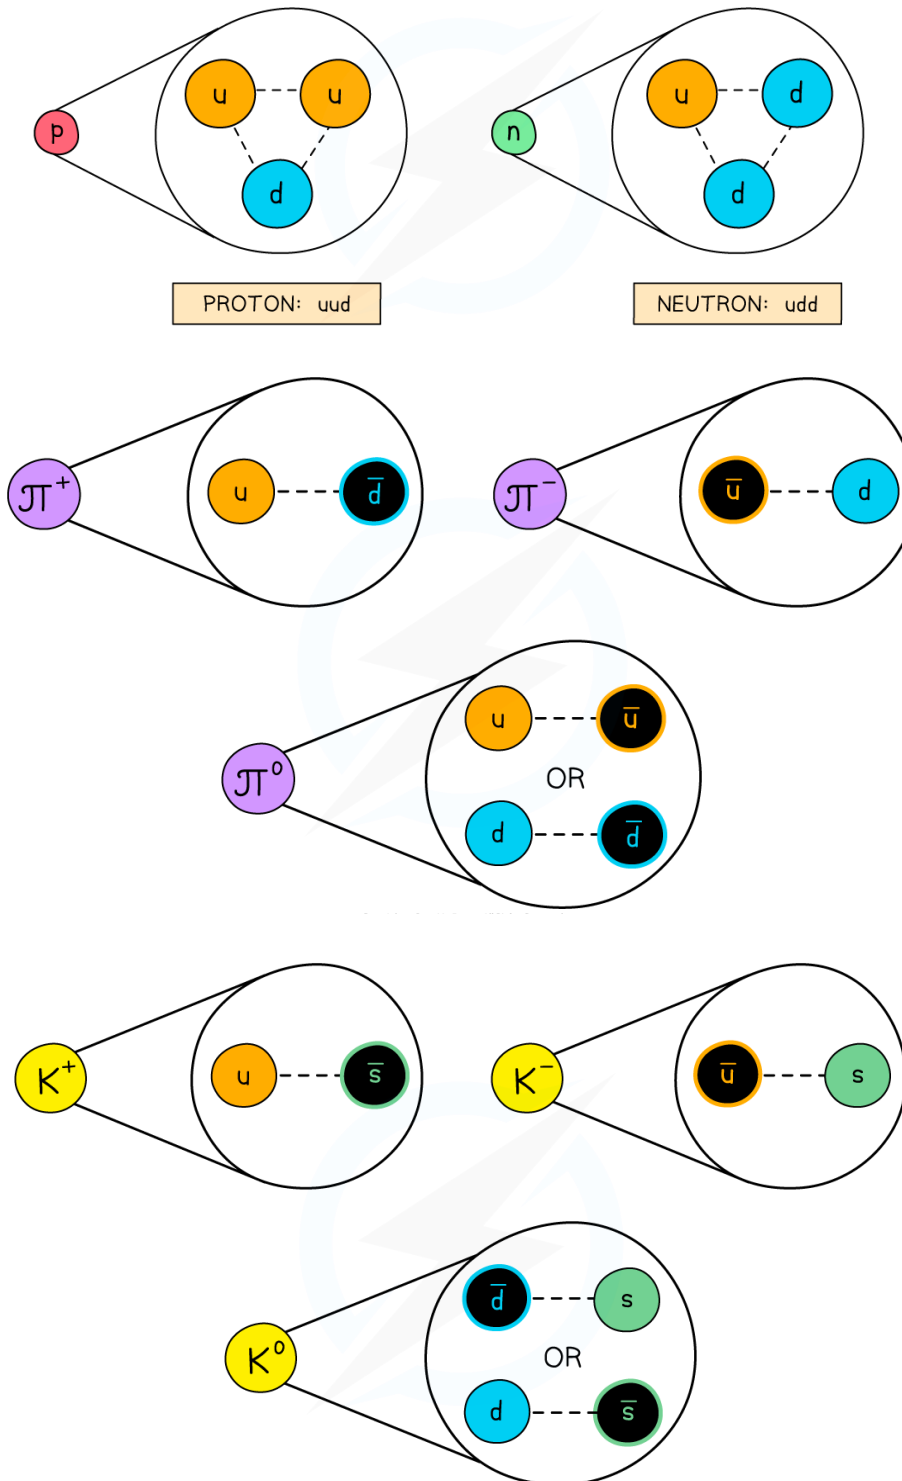 p u u d
PROTON: uud
n u d d
NEUTRON: udd
π⁺ u d̅
π⁻ u̅ d
π⁰ u u̅
OR
d d̅
K⁺ u s̅
K⁻ u̅ s
K⁰ d̅ s
OR
d s̅